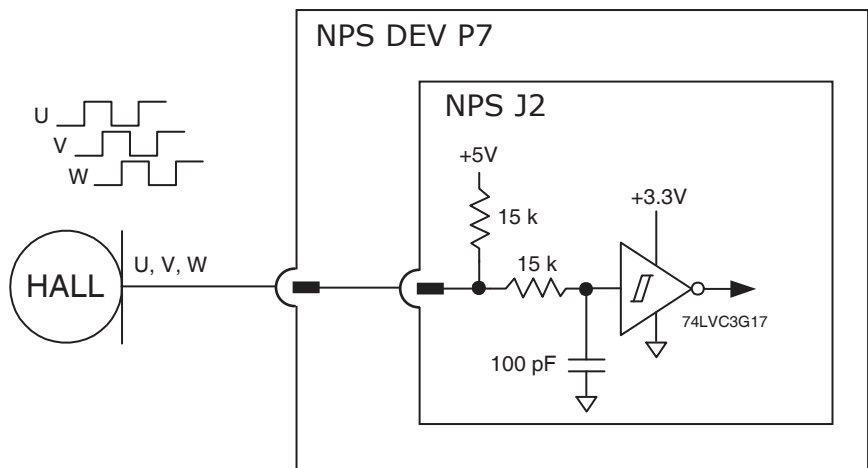 NPS DEV P7
NPS J2
U
V
W
+5V
+3.3V
15 k
15 k
HALL
U, V, W
74LVC3G17
100 pF